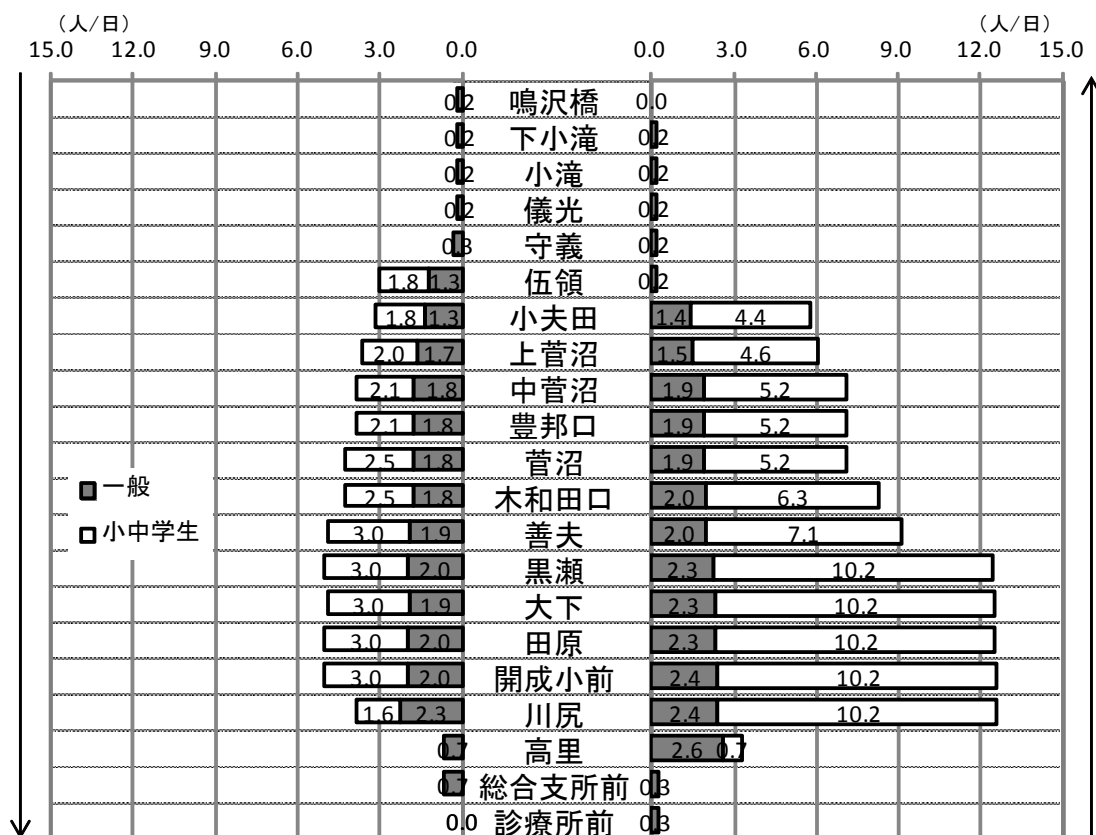 （人/日） （人/日）
15.0 12.0 9.0 6.0 3.0 0.0 0.0 3.0 6.0 9.0 12.0 15.0
0.2 鳴沢橋 0.0
0.2 下小滝 0.2
0.2 小滝 0.2
0.2 儀光 0.2
0.3 守義 0.2
1.8 1.3 伍領 0.2
1.8 1.3 小夫田 1.4 4.4
2.0 1.7 上菅沼 1.5 4.6
2.1 1.8 中菅沼 1.9 5.2
2.1 1.8 豊邦口 1.9 5.2
2.5 1.8 菅沼 1.9 5.2
一般
2.5 1.8 木和田口 2.0 6.3
小中学生
3.0 1.9 善夫 2.0 7.1
3.0 2.0 黒瀬 2.3 10.2
3.0 1.9 大下 2.3 10.2
3.0 2.0 田原 2.3 10.2
3.0 2.0 開成小前 2.4 10.2
1.6 2.3 川尻 2.4 10.2
0.7 高里 2.6 0.7
0.7 総合支所前 0.3
0.0 診療所前 0.3